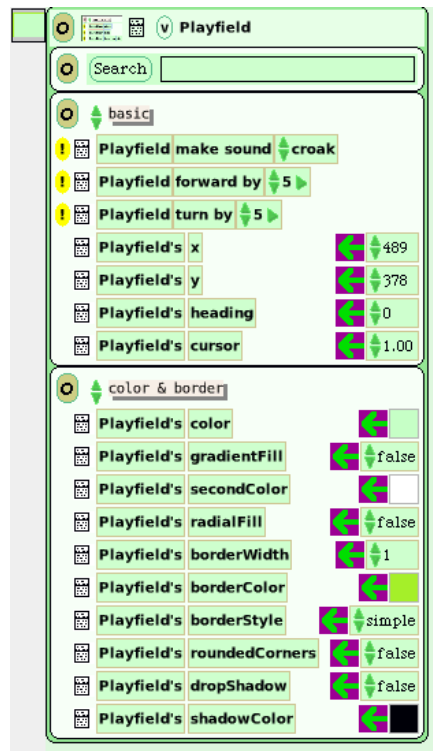 v Playfield
Search
basic
! Playfield make sound croak
! Playfield forward by 5
! Playfield turn by 5
Playfield's x 489
Playfield's y 378
Playfield's heading 0
Playfield's cursor 1.00
color & border
Playfield's color
Playfield's gradientFill false
Playfield's secondColor
Playfield's radialFill false
Playfield's borderWidth 1
Playfield's borderColor
Playfield's borderStyle simple
Playfield's roundedCorners false
Playfield's dropShadow false
Playfield's shadowColor